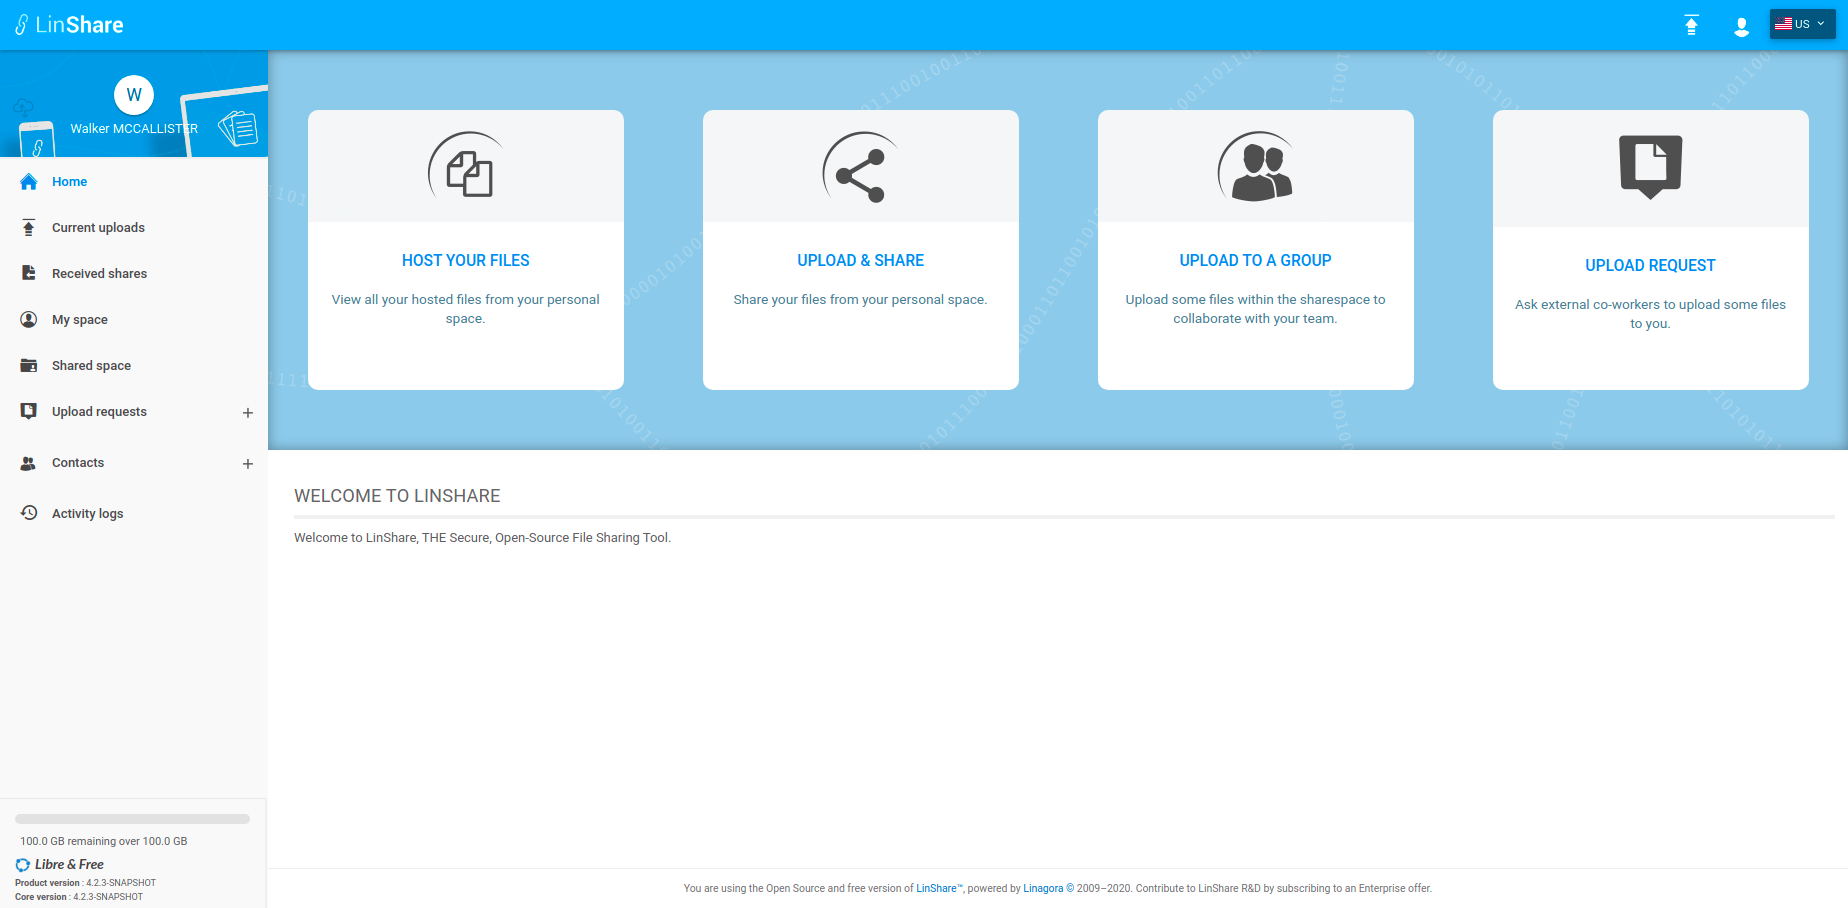 LinShare
US
W
Walker MCCALLISTER
Home
Current uploads
Received shares
My space
Shared space
Upload requests
Contacts
Activity logs
100.0 GB remaining over 100.0 GB
Libre & Free
Product version : 4.2.3-SNAPSHOT
Core version : 4.2.3-SNAPSHOT
HOST YOUR FILES
View all your hosted files from your personal
space.
UPLOAD & SHARE
Share your files from your personal space.
UPLOAD TO A GROUP
Upload some files within the sharespace to
collaborate with your team.
UPLOAD REQUEST
Ask external co-workers to upload some files
to you.
WELCOME TO LINSHARE
Welcome to LinShare, THE Secure, Open-Source File Sharing Tool.
You are using the Open Source and free version of LinShare™, powered by Linagora © 2009–2020. Contribute to LinShare R&D by subscribing to an Enterprise offer.